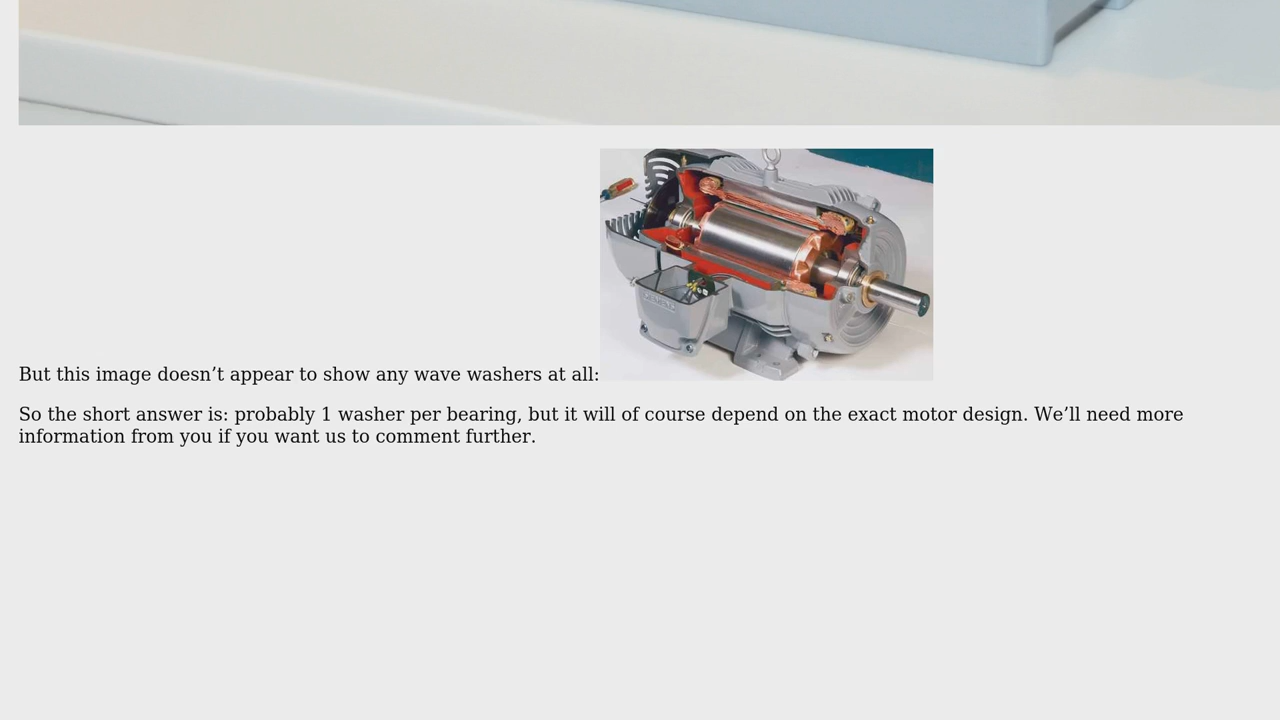 But this image doesn’t appear to show any wave washers at all:
So the short answer is: probably 1 washer per bearing, but it will of course depend on the exact motor design. We’ll need more
information from you if you want us to comment further.